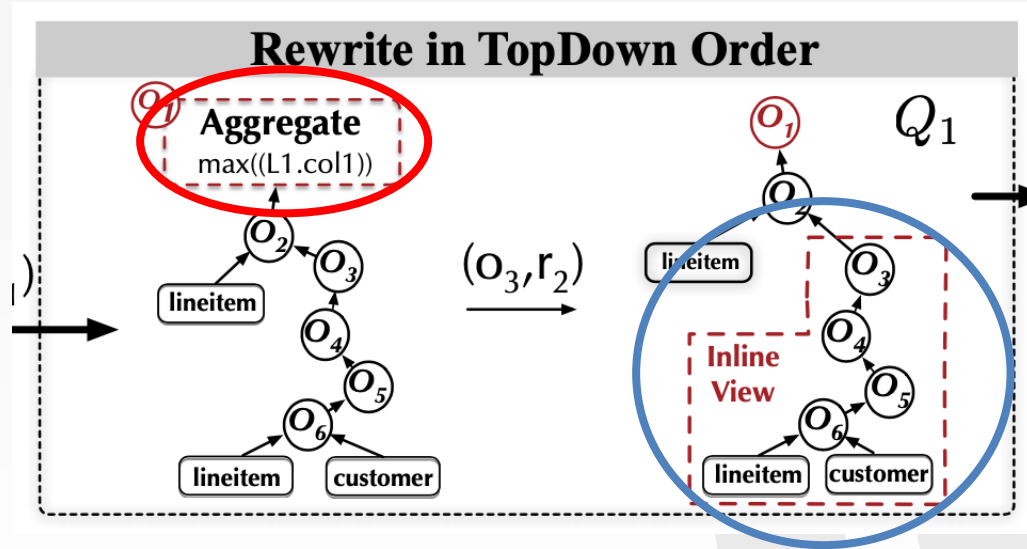 Rewrite in TopDown Order
O1
Aggregate
max((L1.col1))
O2
O3
lineitem
O4
O5
O6
lineitem
customer
)
(o3,r2)
Q1
O1
O2
lineitem
O3
O4
Inline
View
O5
O6
lineitem
customer